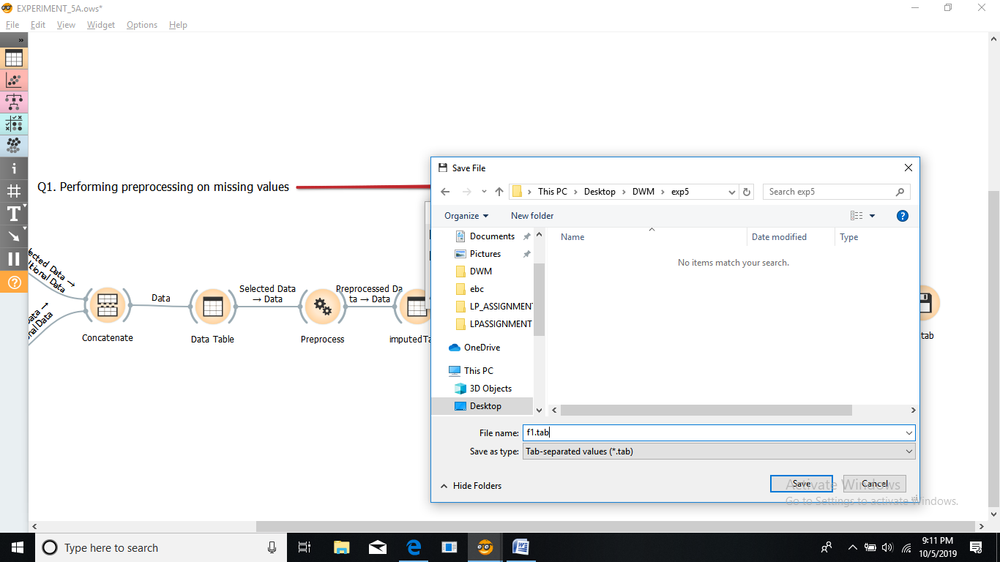 EXPERIMENT_5A.ows*
File Edit View Widget Options Help
»
Q1. Performing preprocessing on missing values
Data →
Data
Data
Concatenate
Data
Data Table
Selected Data
→ Data
Preprocess
Preprocessed Da
ta → Data
imputedTa
tab
Save File
This PC > Desktop > DWM > exp5
Search exp5
Organize New folder
Documents
Pictures
DWM
ebc
LP_ASSIGNMENT
LPASSIGNMENT
OneDrive
This PC
3D Objects
Desktop
Name Date modified Type
No items match your search.
File name: f1.tab
Save as type: Tab-separated values (*.tab)
Hide Folders
Save Cancel
Activate Windows
Go to Settings to activate Windows.
Type here to search
9:11 PM
10/5/2019